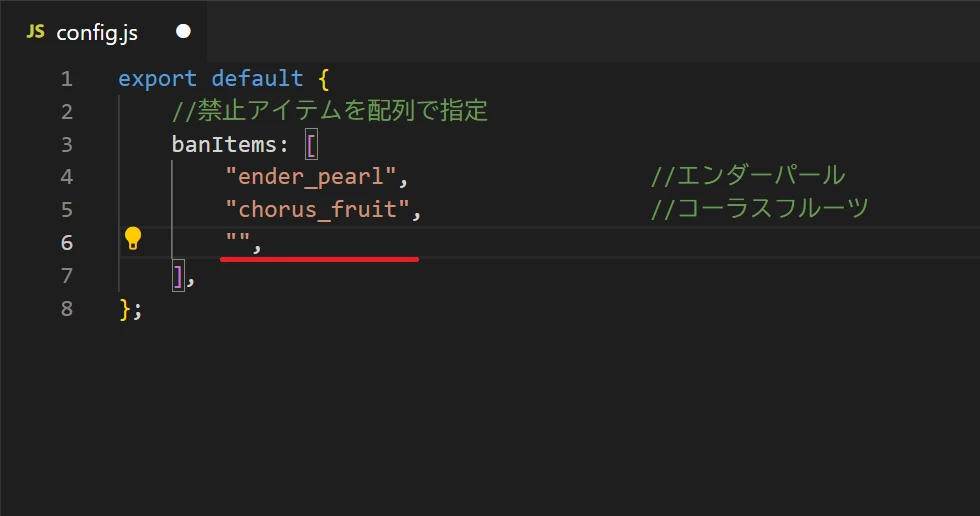 JS config.js
1 export default {
2 //禁止アイテムを配列で指定
3 banItems: [
4 "ender_pearl", //エンダーパール
5 "chorus_fruit", //コーラスフルーツ
6 "",
7 ],
8 };